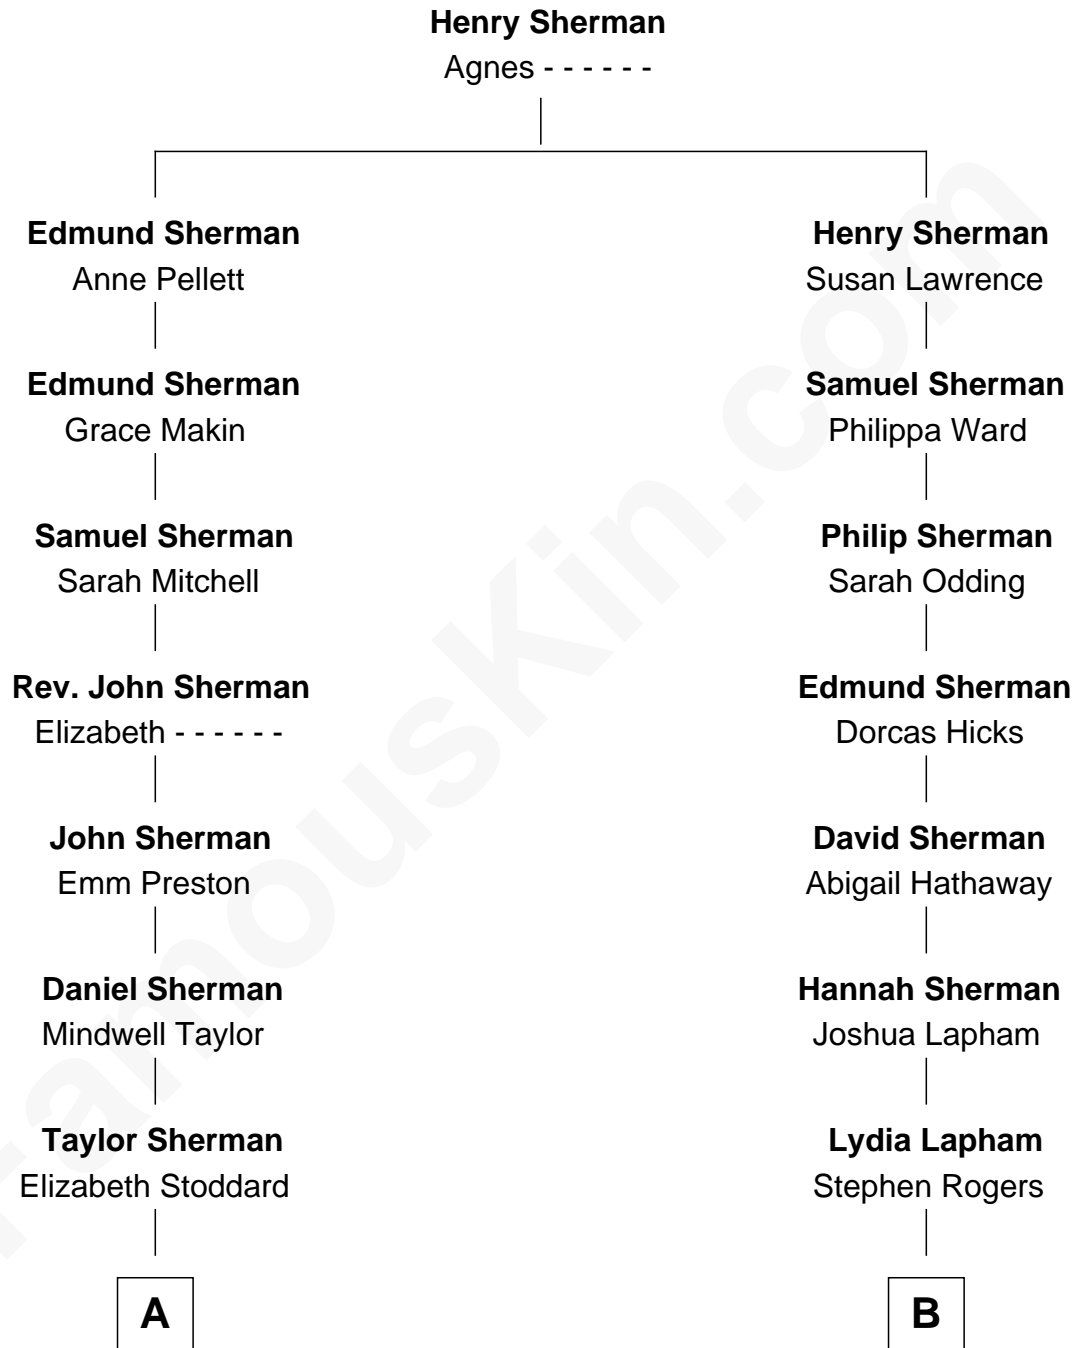 Henry Sherman
Agnes - - - - - -
Edmund Sherman
Anne Pellett
Henry Sherman
Susan Lawrence
Edmund Sherman
Grace Makin
Samuel Sherman
Philippa Ward
Samuel Sherman
Sarah Mitchell
Philip Sherman
Sarah Odding
Rev. John Sherman
Elizabeth - - - - - -
Edmund Sherman
Dorcas Hicks
John Sherman
Emm Preston
David Sherman
Abigail Hathaway
Daniel Sherman
Mindwell Taylor
Hannah Sherman
Joshua Lapham
Taylor Sherman
Elizabeth Stoddard
Lydia Lapham
Stephen Rogers
A
B
FamousKin.com